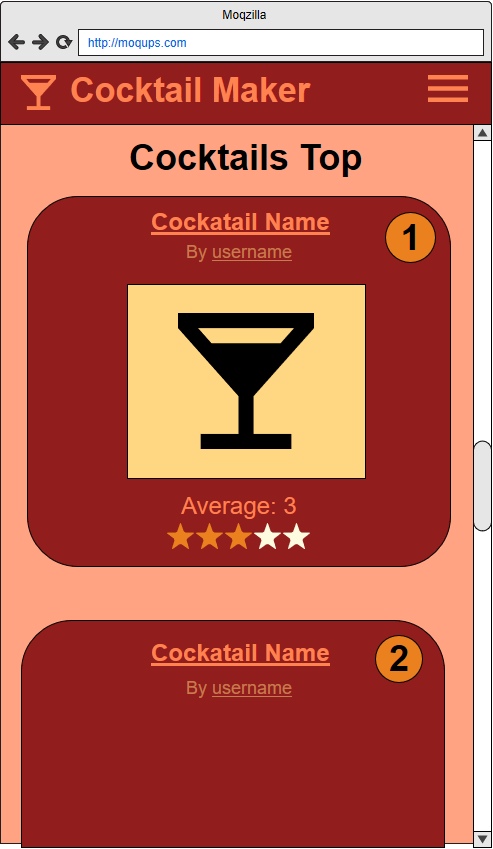 Moqzilla
http://moqups.com
Cocktail Maker
Cocktails Top
Cockatail Name
1
By username
Average: 3
Cockatail Name
2
By username